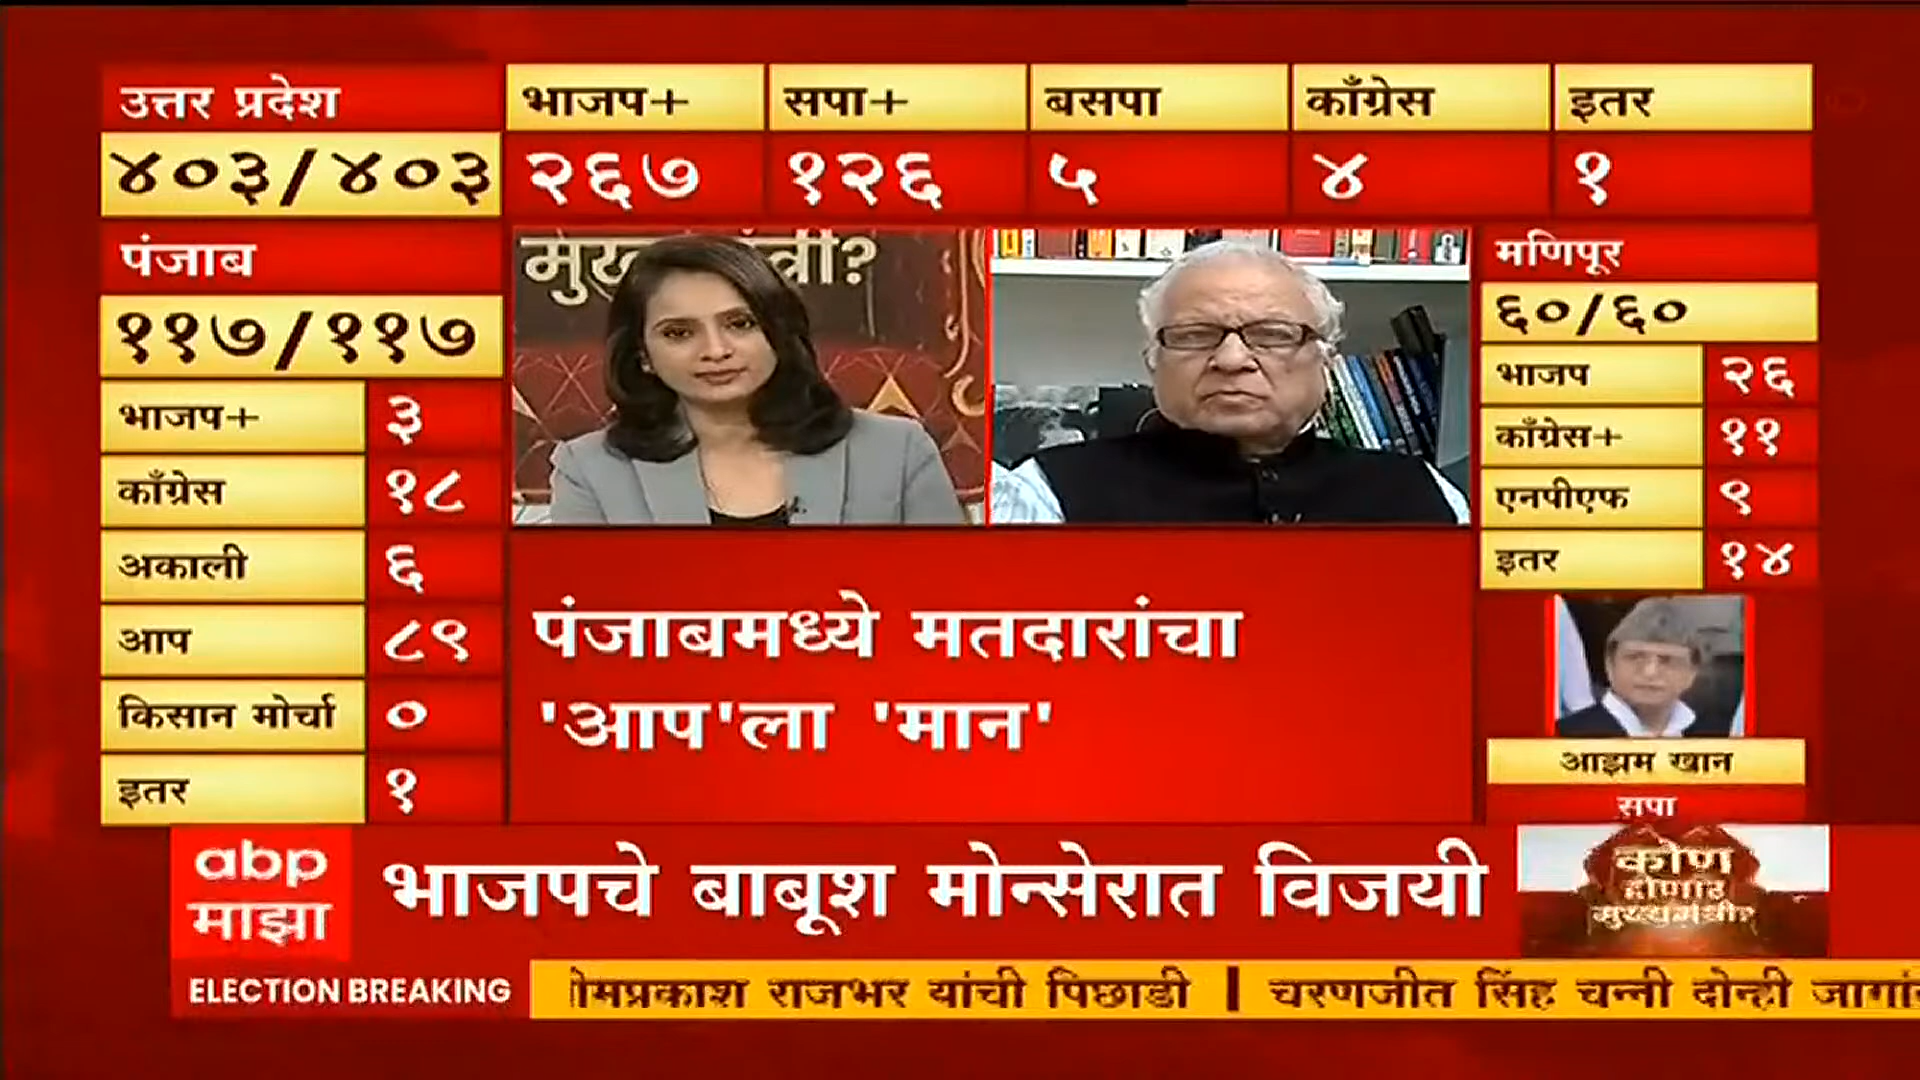 उत्तर प्रदेश
४०३/४०३
भाजप+ सपा+ बसपा काँग्रेस इतर
२६७ १२६ ५ ४ १
पंजाब
११७/११७
भाजप+ ३
काँग्रेस १८
अकाली ६
आप ८९
किसान मोर्चा ०
इतर १
मणिपूर
६०/६०
भाजप २६
काँग्रेस+ ११
एनपीएफ ९
इतर १४
आझम खान
सपा
पंजाबमध्ये मतदारांचा
'आप'ला 'मान'
abp
माझा
भाजपचे बाबूश मोन्सेरात विजयी
कोण
होणार
मुख्यमंत्री?
ELECTION BREAKING
राजभर यांची पिछाडी | चरणजीत सिंह चन्नी दोन्ही